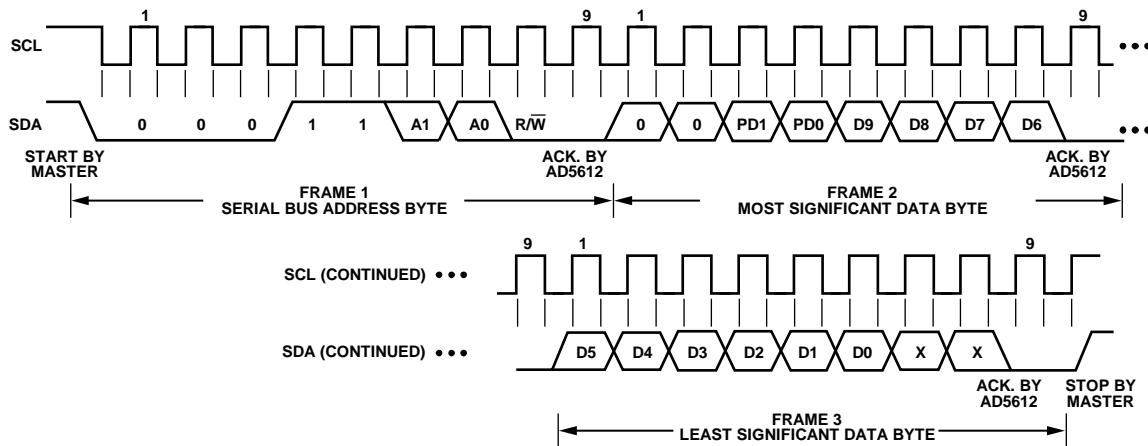 1 9 1 9
SCL
SDA 0 0 0 1 1 A1 A0 R/W̅ 0 0 PD1 PD0 D9 D8 D7 D6
START BY
MASTER
ACK. BY
AD5612
ACK. BY
AD5612
FRAME 1
SERIAL BUS ADDRESS BYTE
FRAME 2
MOST SIGNIFICANT DATA BYTE
9 1 9
SCL (CONTINUED)
SDA (CONTINUED) D5 D4 D3 D2 D1 D0 X X
ACK. BY
AD5612
STOP BY
MASTER
FRAME 3
LEAST SIGNIFICANT DATA BYTE